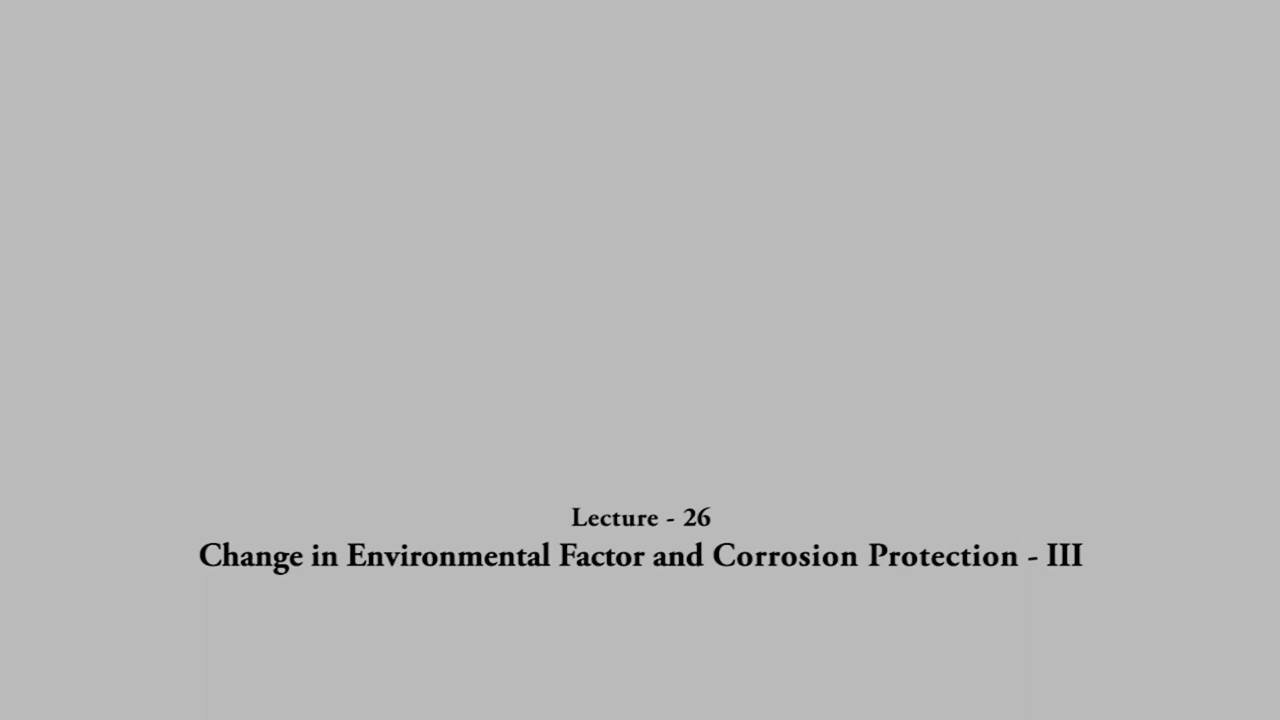 Lecture - 26
Change in Environmental Factor and Corrosion Protection - III